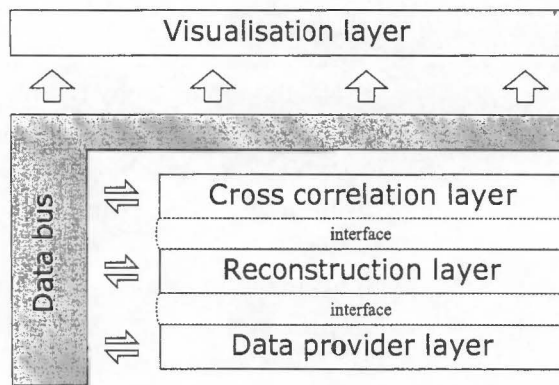 Visualisation layer
Data bus
Cross correlation layer
interface
Reconstruction layer
interface
Data provider layer